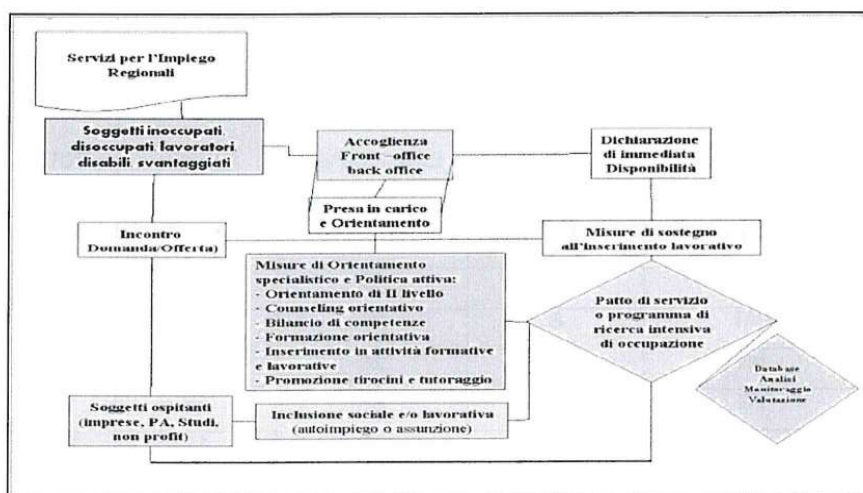 Servizi per l'Impiego
Regionali
Soggetti inoccupati,
disoccupati, lavoratori,
disabili, svantaggiati
Accoglienza
Front –office
back office
Dichiarazione
di immediata
Disponibilità
Presa in carico
e Orientamento
Incontro
Domanda/Offerta)
Misure di sostegno
all'inserimento lavorativo
Misure di Orientamento
specialistico e Politica attiva:
- Orientamento di II livello
- Counseling orientativo
- Bilancio di competenze
- Formazione orientativa
- Inserimento in attività formative
e lavorative
- Promozione tirocini e tutoraggio
Patto di servizio
o programma di
ricerca intensiva
di occupazione
Database
Analisi
Monitoraggio
Valutazione
Soggetti ospitanti
(imprese, PA, Studi,
non profit)
Inclusione sociale e/o lavorativa
(autoimpiego o assunzione)